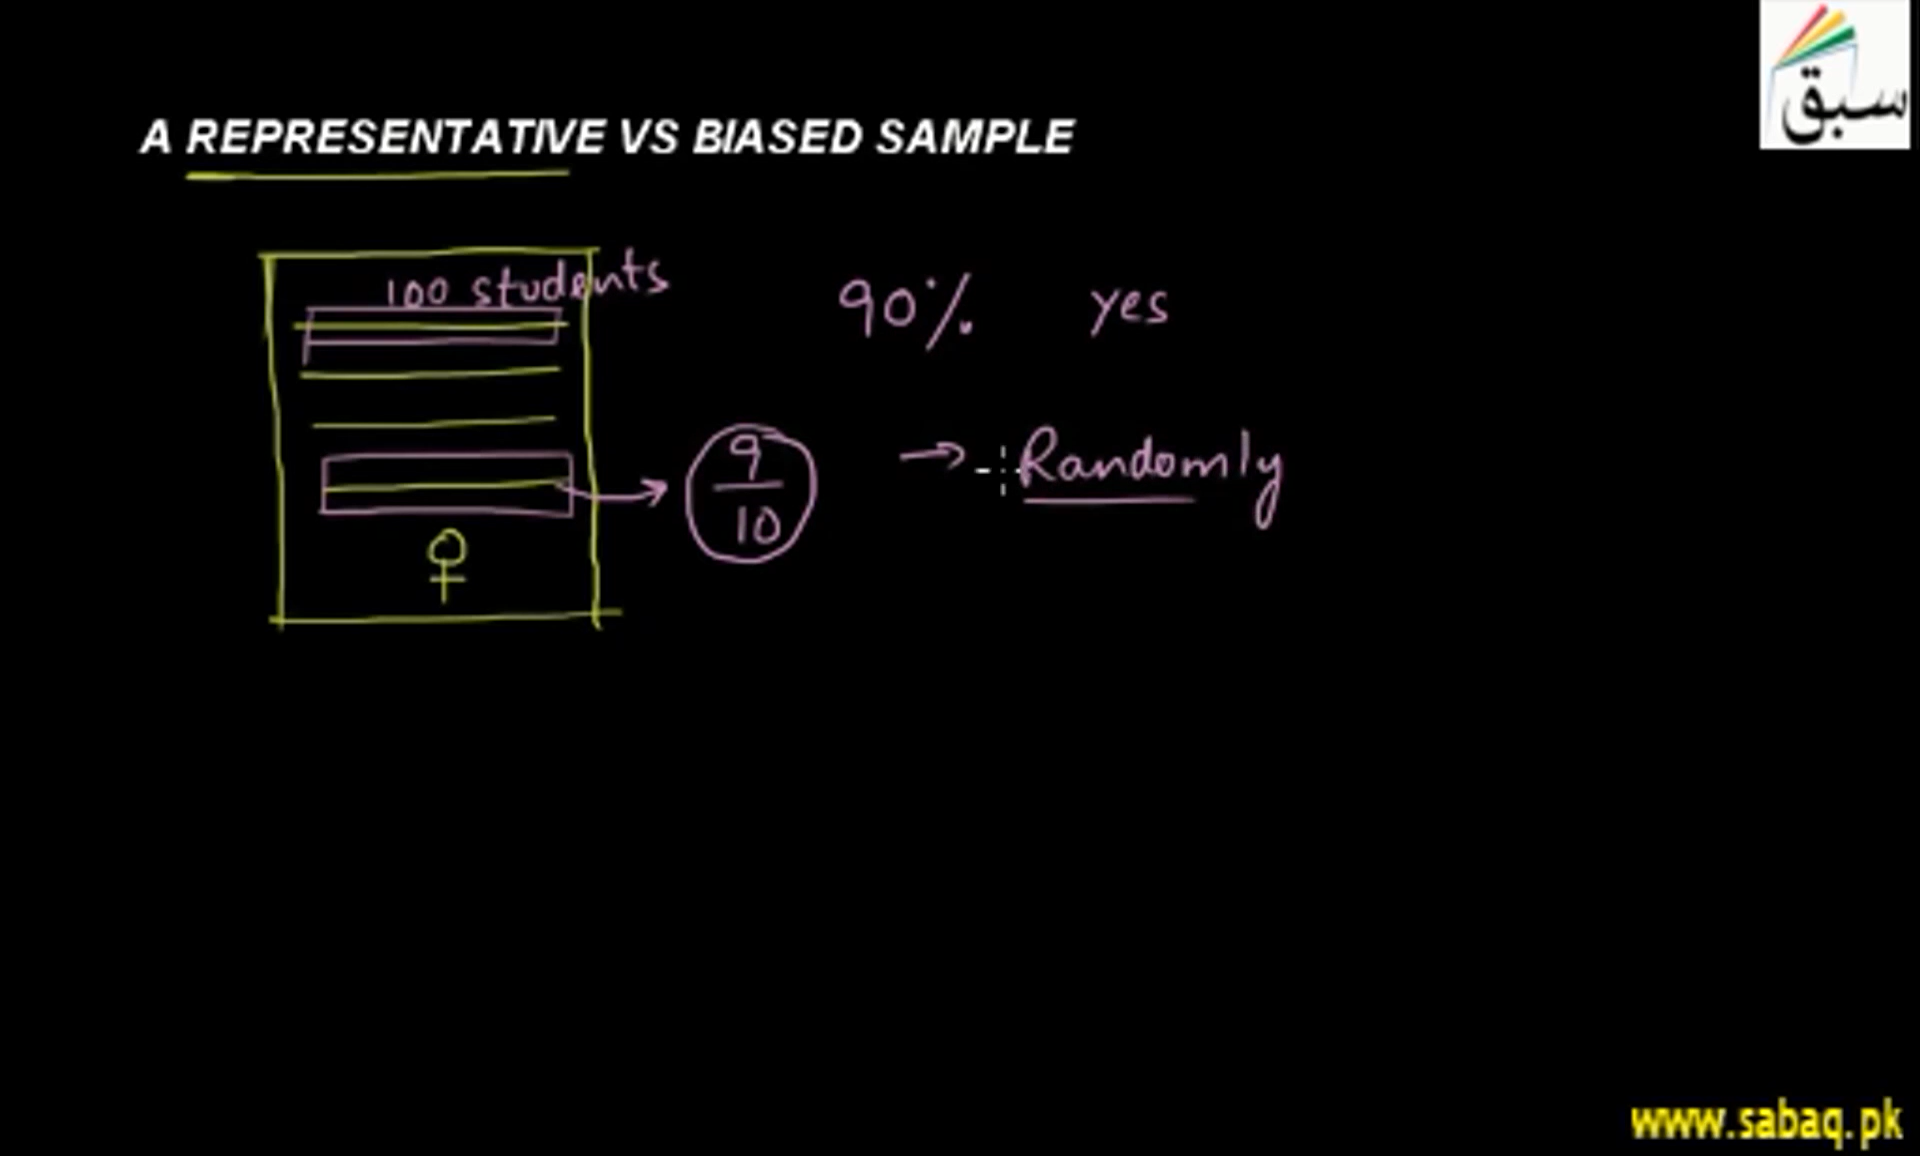 سبق
A REPRESENTATIVE VS BIASED SAMPLE
100 students
90% yes
9/10
→ Randomly
www.sabaq.pk